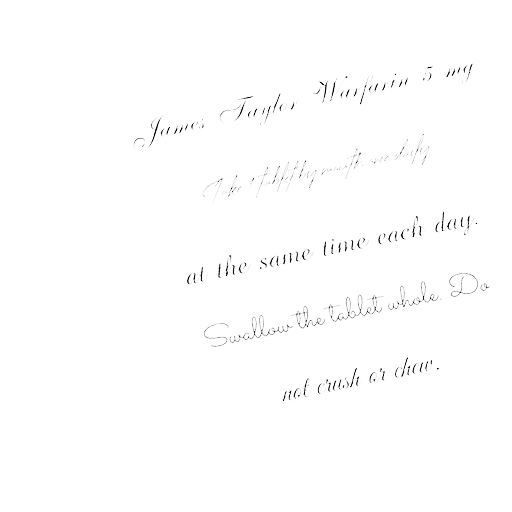 James Taylor Warfarin 5 mg
Take 1 tablet by mouth once daily
at the same time each day.
Swallow the tablet whole. Do
not crush or chew.